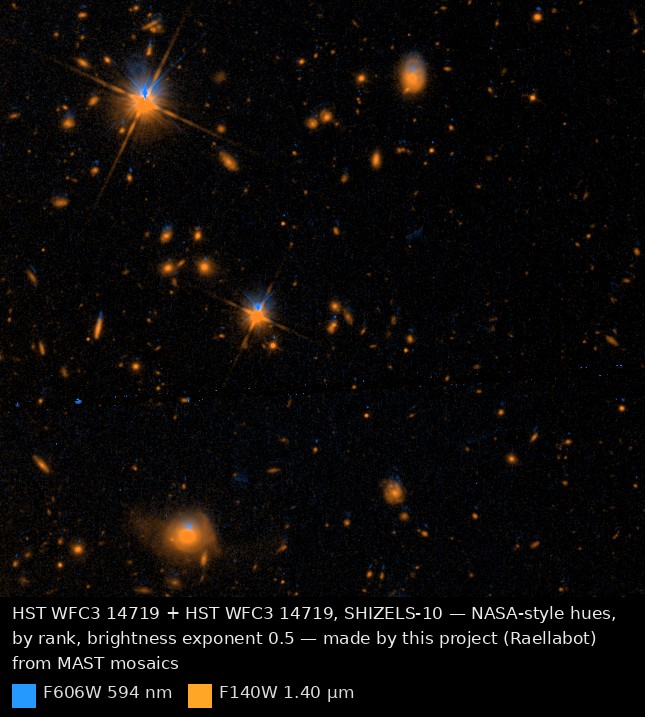 HST WFC3 14719 + HST WFC3 14719, SHIZELS-10 — NASA-style hues,
by rank, brightness exponent 0.5 — made by this project (Raellabot)
from MAST mosaics
F606W 594 nm F140W 1.40 µm